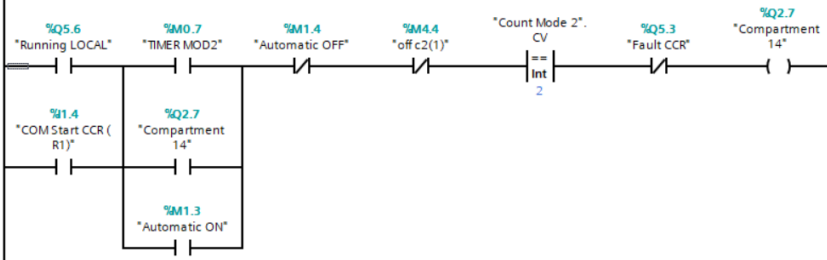 %Q5.6
"Running LOCAL"
%M0.7
"TIMER MOD2"
%M1.4
"Automatic OFF"
%M4.4
"off c2(1)"
"Count Mode 2".
CV
==
Int
2
%Q5.3
"Fault CCR"
%Q2.7
"Compartment
14"
%I1.4
"COM Start CCR (
R1)"
%Q2.7
"Compartment
14"
%M1.3
"Automatic ON"